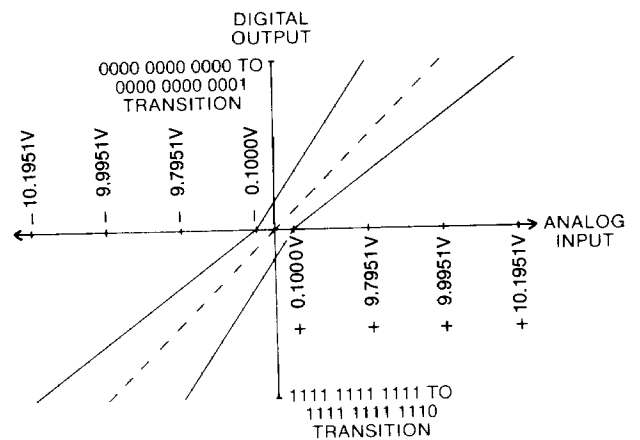 DIGITAL
OUTPUT
0000 0000 0000 TO
0000 0000 0001
TRANSITION
– 10.1951V
– 9.9951V
– 9.7951V
– 0.1000V
ANALOG
INPUT
+ 0.1000V
+ 9.7951V
+ 9.9951V
+ 10.1951V
1111 1111 1111 TO
1111 1111 1110
TRANSITION